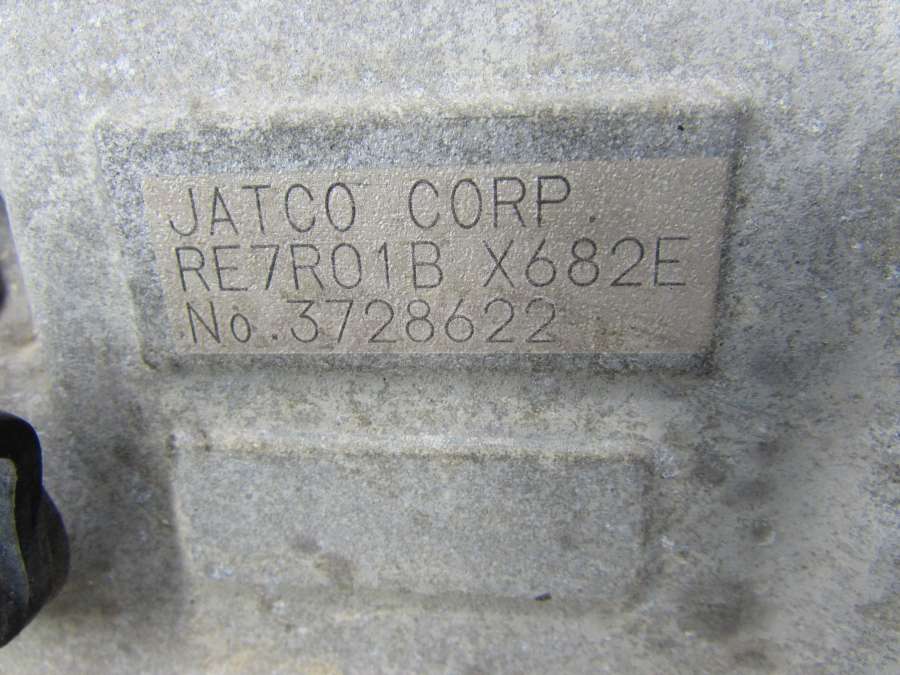 JATCO CORP.
RE7R01B X682E
No.3728622